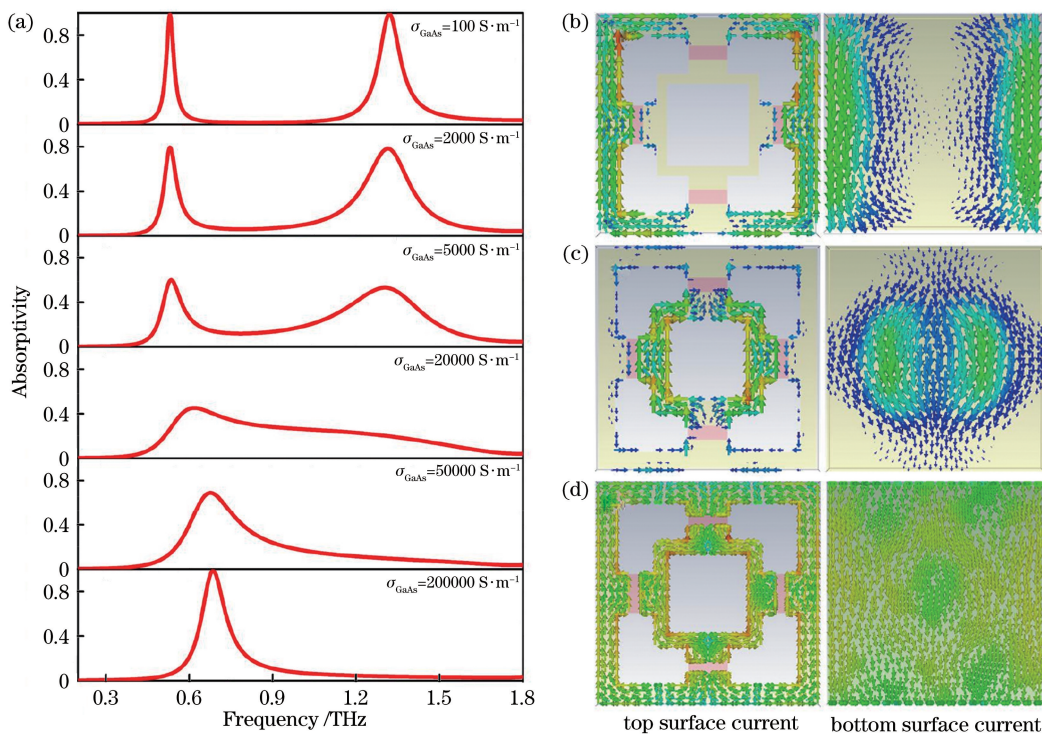 (a)
0.8
0.4
0
σGaAs=100 S·m⁻¹
0.8
0.4
0
σGaAs=2000 S·m⁻¹
0.8
0.4
0
σGaAs=5000 S·m⁻¹
0.8
0.4
0
σGaAs=20000 S·m⁻¹
0.8
0.4
0
σGaAs=50000 S·m⁻¹
0.8
0.4
0
σGaAs=200000 S·m⁻¹
Absorptivity
0.3 0.6 0.9 1.2 1.5 1.8
Frequency /THz
(b)
(c)
(d)
top surface current
bottom surface current